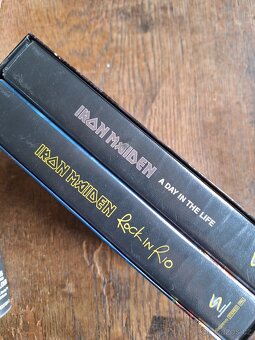 IRON MAIDEN A DAY IN THE LIFE
IRON MAIDEN Rock in Rio